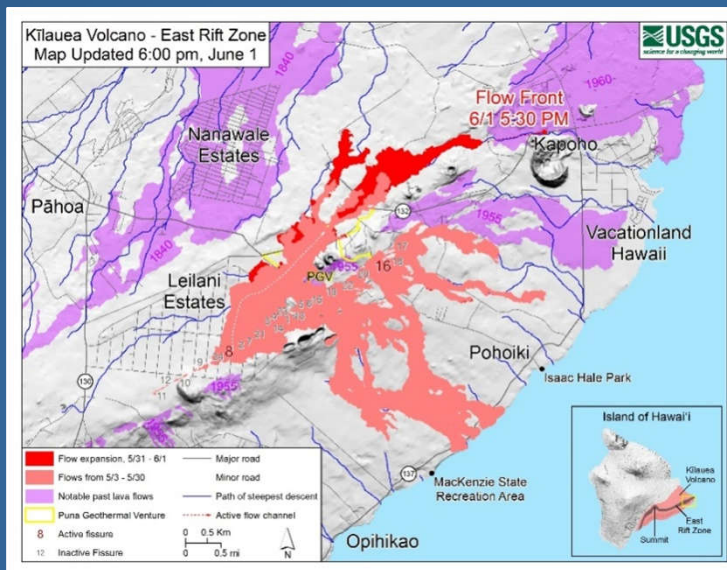 Kīlauea Volcano - East Rift Zone
Map Updated 6:00 pm, June 1
USGS
science for a changing world
1840
1960
Flow Front
6/1 5-30 PM
Nanawale
Estates
Kapoho
Pāhoa
132
1955
1840
Vacationland
Hawaii
Leilani
Estates
PGV
1955
16
8
Pohoiki
Isaac Hale Park
130
1955
Island of Hawai'i
Kīlauea
Volcano
East
Rift Zone
Summit
137
MacKenzie State
Recreation Area
Opihikao
Flow expansion, 5/31 - 6/1
Flows from 5/3 - 5/30
Notable past lava flows
Puna Geothermal Venture
8 Active fissure
12 Inactive Fissure
Major road
Minor road
Path of steepest descent
Active flow channel
0 0.5 Km
0 0.5 mi
N